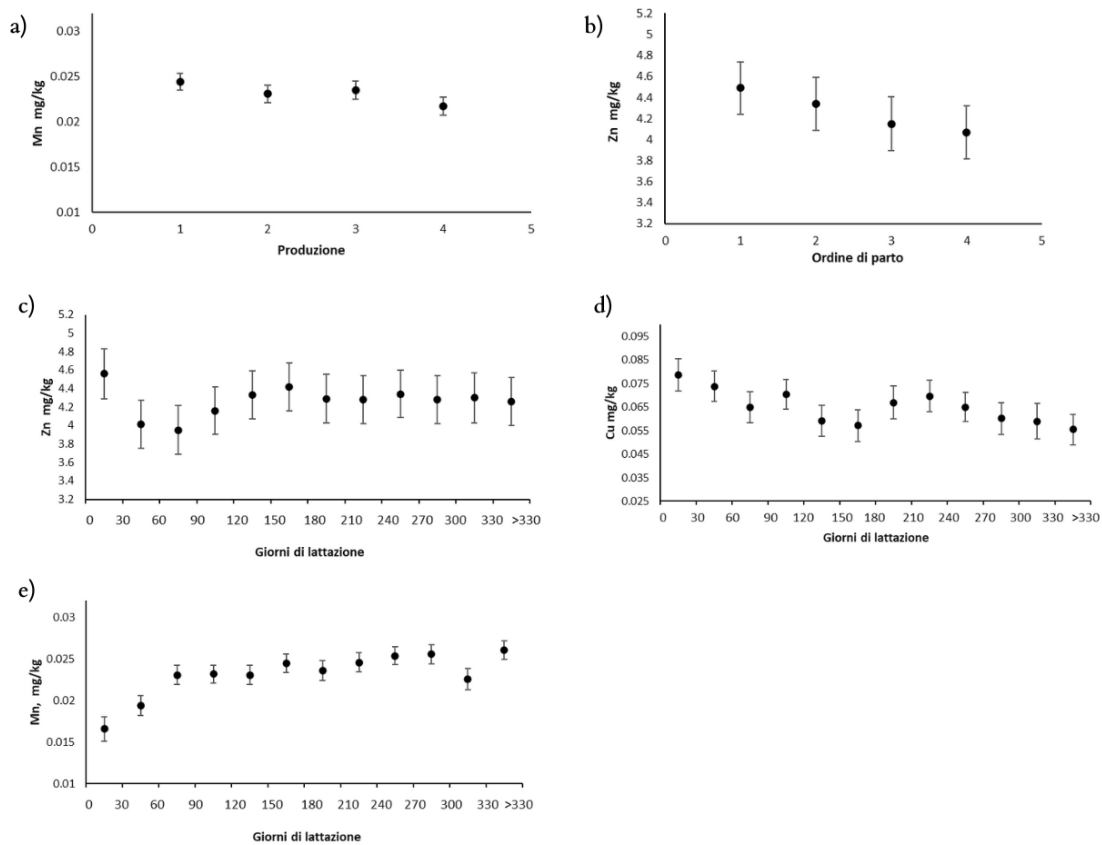 a)
0.03
0.025
0.02
0.015
0.01
Mn mg/kg
0 1 2 3 4 5
Produzione
b)
5.2
5
4.8
4.6
4.4
4.2
4
3.8
3.6
3.4
3.2
Zn mg/kg
0 1 2 3 4 5
Ordine di parto
c)
5.2
5
4.8
4.6
4.4
4.2
4
3.8
3.6
3.4
3.2
Zn mg/kg
0 30 60 90 120 150 180 210 240 270 300 330 >330
Giorni di lattazione
d)
0.095
0.085
0.075
0.065
0.055
0.045
0.035
0.025
Cu mg/kg
0 30 60 90 120 150 180 210 240 270 300 330 >330
Giorni di lattazione
e)
0.03
0.025
0.02
0.015
0.01
Mn, mg/kg
0 30 60 90 120 150 180 210 240 270 300 330 >330
Giorni di lattazione